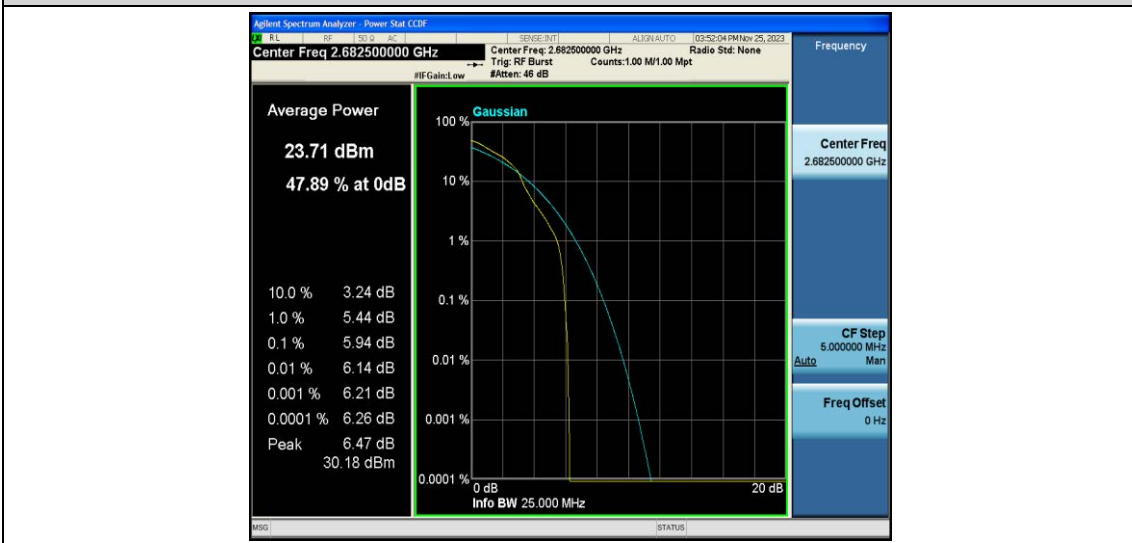 Agilent Spectrum Analyzer - Power Stat CCDF
LXI RL RF 50 Ω AC SENSE:INT ALIGN AUTO 03:52:04 PM Nov 25, 2023
Center Freq 2.682500000 GHz
Center Freq: 2.682500000 GHz Radio Std: None
Trig: RF Burst Counts:1.00 M/1.00 Mpt
#IFGain:Low #Atten: 46 dB
Frequency
Average Power
23.71 dBm
47.89 % at 0dB
10.0 % 3.24 dB
1.0 % 5.44 dB
0.1 % 5.94 dB
0.01 % 6.14 dB
0.001 % 6.21 dB
0.0001 % 6.26 dB
Peak 6.47 dB
30.18 dBm
Gaussian
100 %
10 %
1 %
0.1 %
0.01 %
0.001 %
0.0001 %
0 dB 20 dB
Info BW 25.000 MHz
Center Freq
2.682500000 GHz
CF Step
5.000000 MHz
Auto Man
Freq Offset
0 Hz
MSG STATUS